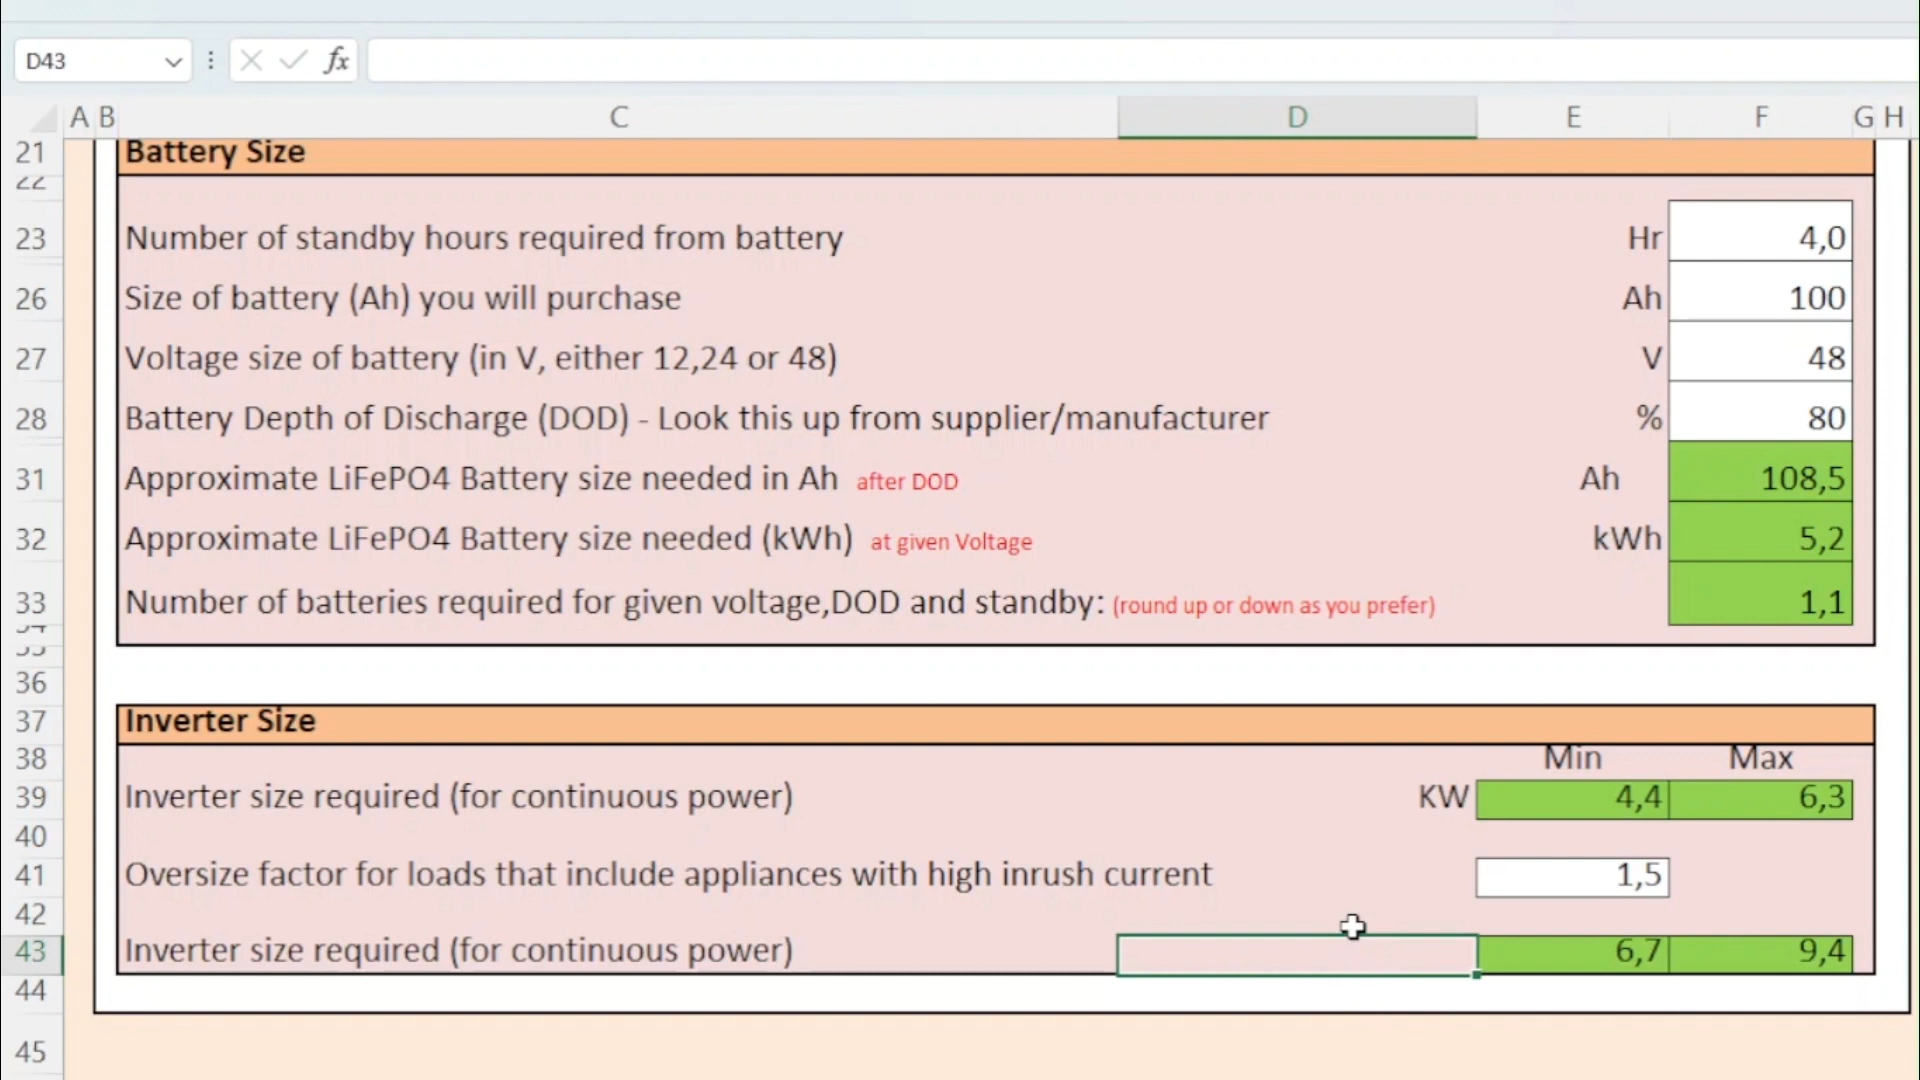 D43 fx
A B C D E F G H
21 Battery Size
22
23 Number of standby hours required from battery Hr 4,0
26 Size of battery (Ah) you will purchase Ah 100
27 Voltage size of battery (in V, either 12,24 or 48) V 48
28 Battery Depth of Discharge (DOD) - Look this up from supplier/manufacturer % 80
31 Approximate LiFePO4 Battery size needed in Ah after DOD Ah 108,5
32 Approximate LiFePO4 Battery size needed (kWh) at given Voltage kWh 5,2
33 Number of batteries required for given voltage,DOD and standby: (round up or down as you prefer) 1,1
34
35
36
37 Inverter Size
38 Min Max
39 Inverter size required (for continuous power) KW 4,4 6,3
40
41 Oversize factor for loads that include appliances with high inrush current 1,5
42
43 Inverter size required (for continuous power) 6,7 9,4
44
45